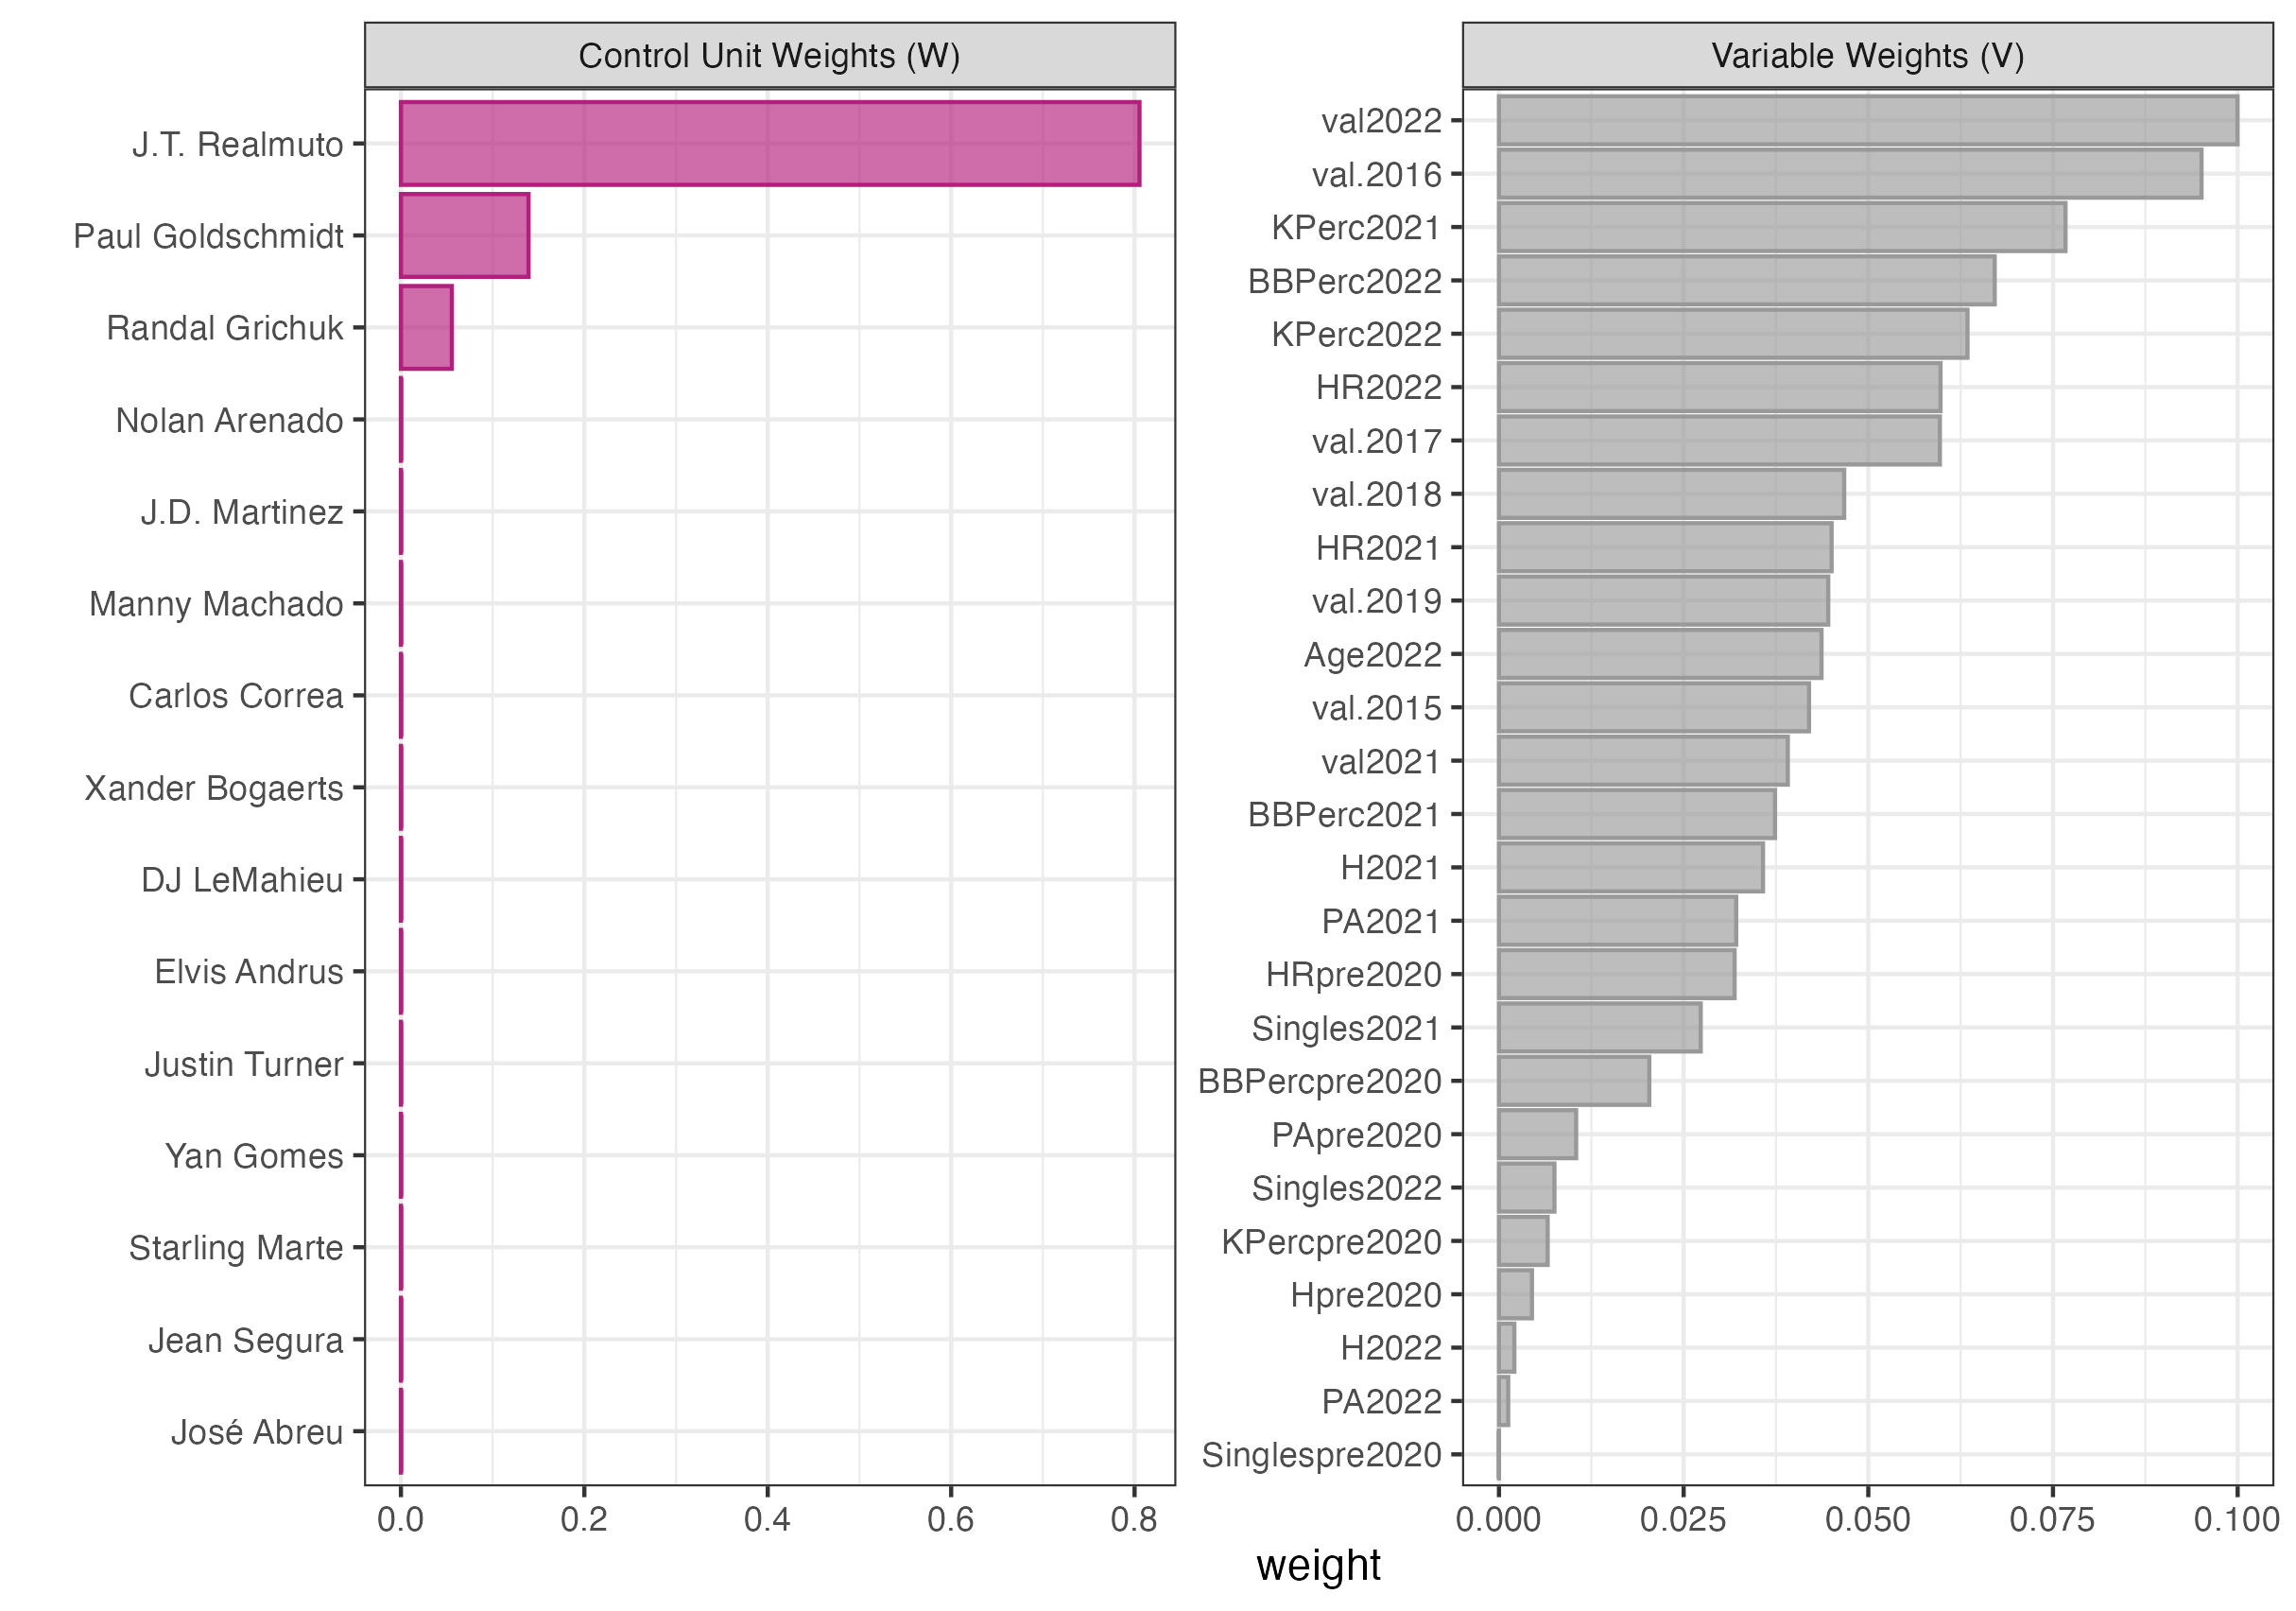 Control Unit Weights (W)
J.T. Realmuto
Paul Goldschmidt
Randal Grichuk
Nolan Arenado
J.D. Martinez
Manny Machado
Carlos Correa
Xander Bogaerts
DJ LeMahieu
Elvis Andrus
Justin Turner
Yan Gomes
Starling Marte
Jean Segura
José Abreu
0.0 0.2 0.4 0.6 0.8
Variable Weights (V)
val2022
val.2016
KPerc2021
BBPerc2022
KPerc2022
HR2022
val.2017
val.2018
HR2021
val.2019
Age2022
val.2015
val2021
BBPerc2021
H2021
PA2021
HRpre2020
Singles2021
BBPercpre2020
PApre2020
Singles2022
KPercpre2020
Hpre2020
H2022
PA2022
Singlespre2020
0.000 0.025 0.050 0.075 0.100
weight